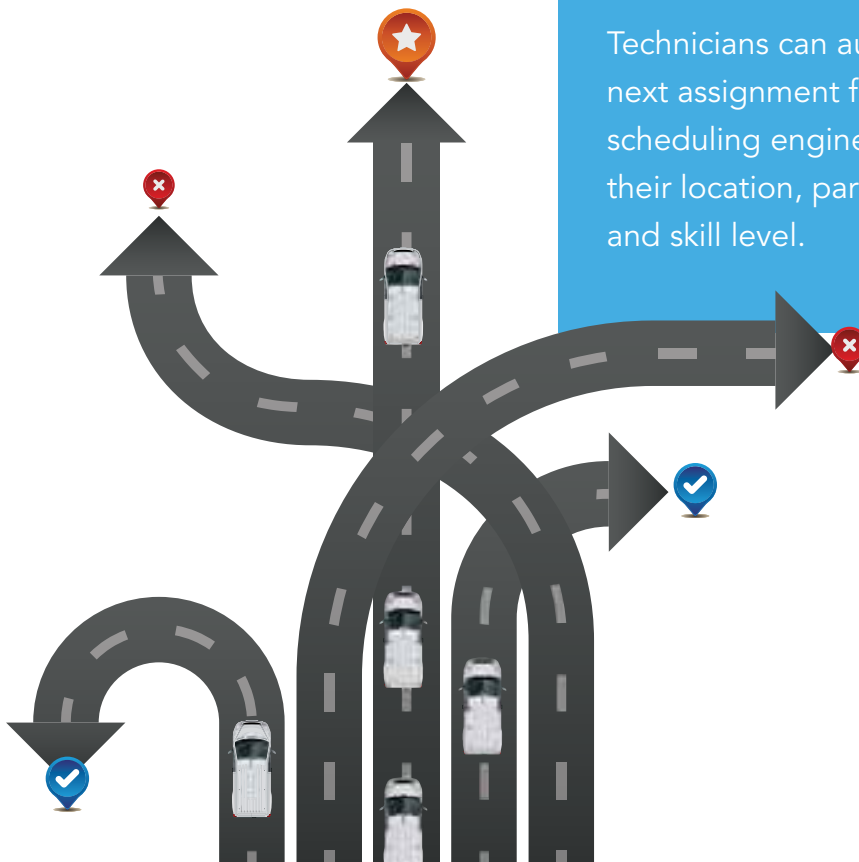 Technicians can au
next assignment f
scheduling engine
their location, par
and skill level.